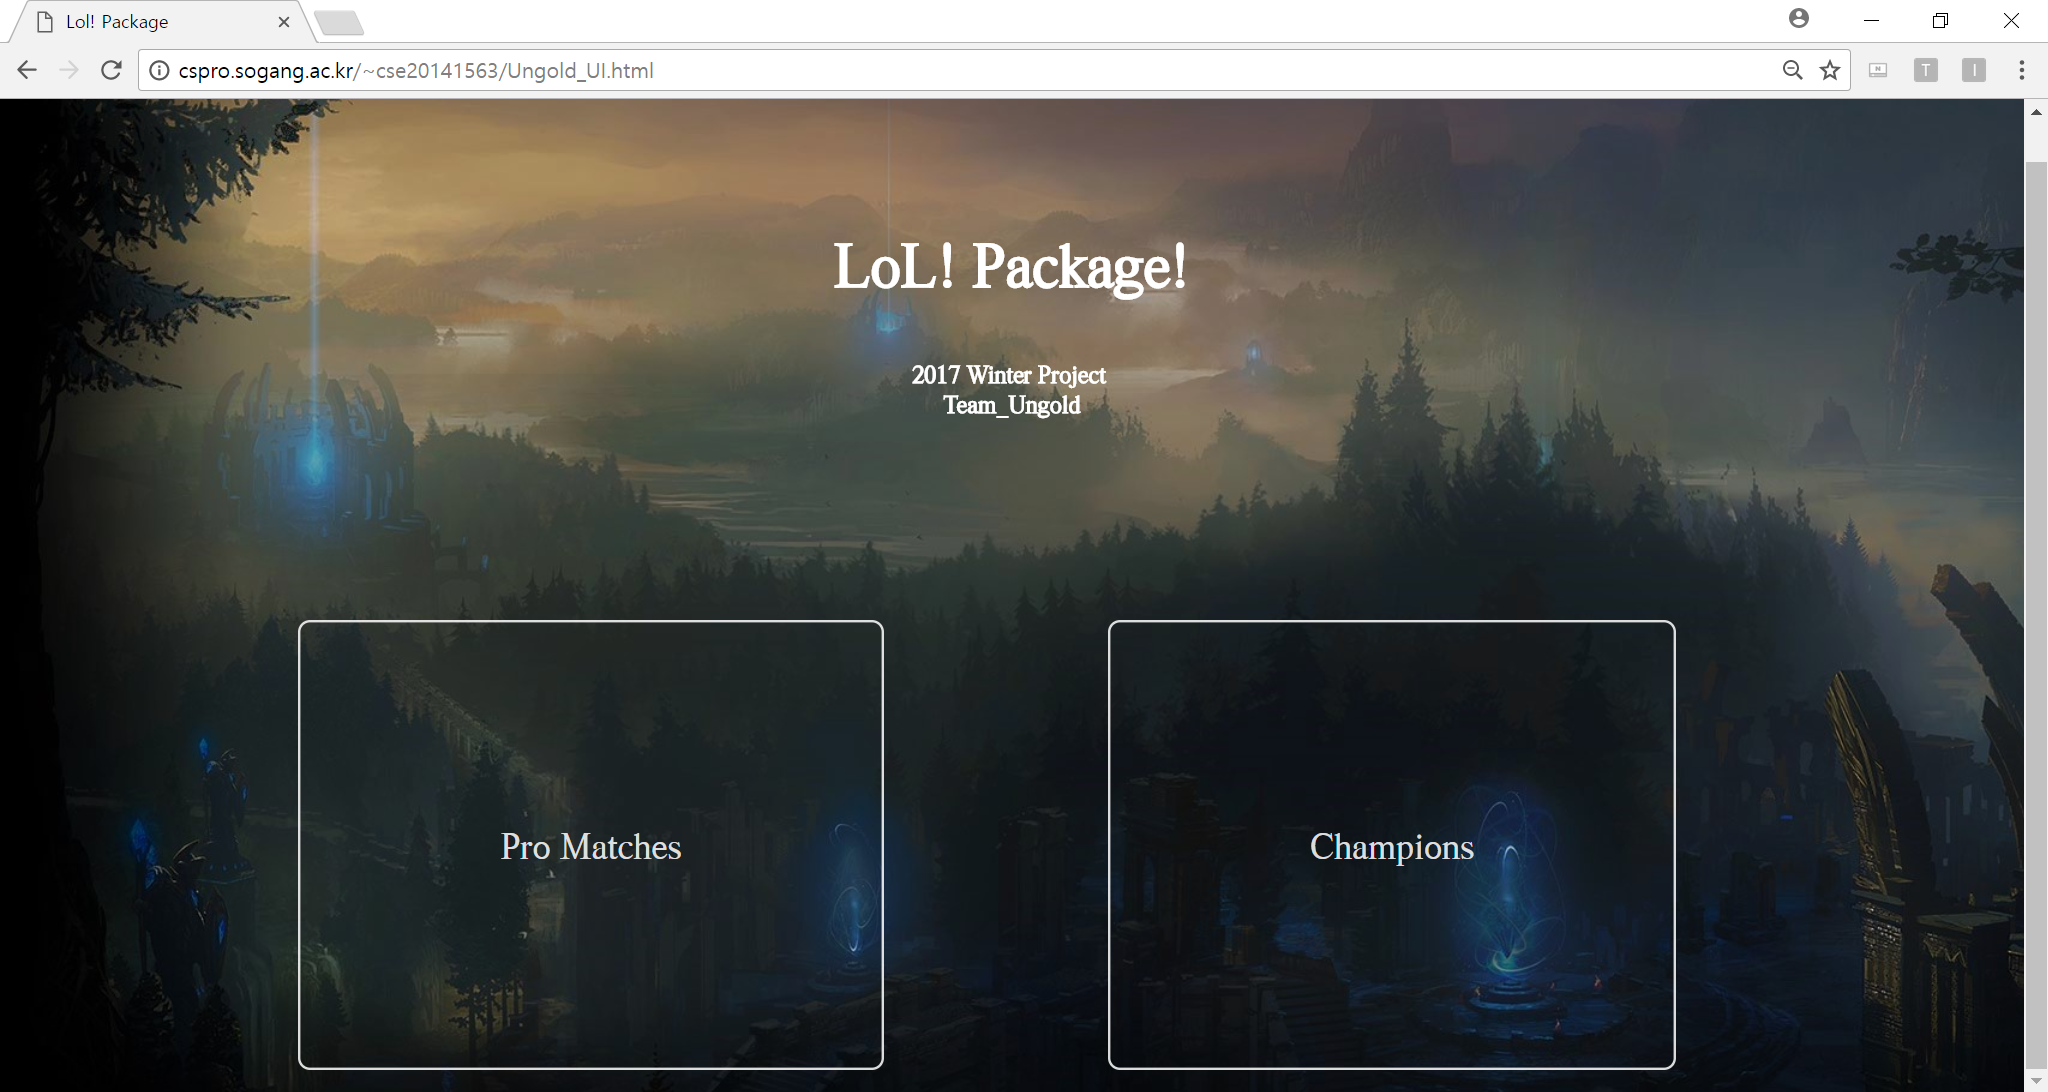 Lol! Package
cspro.sogang.ac.kr/~cse20141563/Ungold_UI.html
N
T
I
LoL! Package!
2017 Winter Project
Team_Ungold
Pro Matches
Champions